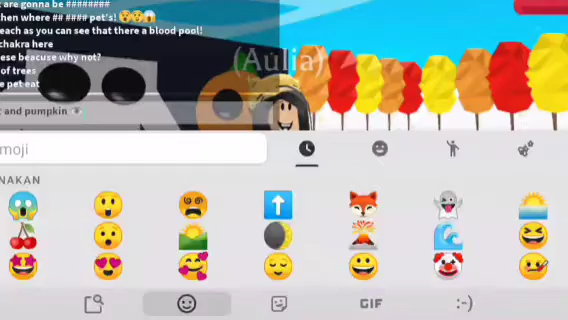 are gonna be ########
then where ## #### pet's! 😲😲😱
each as you can see that there a blood pool!
chakra here
ese beacuse why not?
of trees
e pet eat
t and pumpkin 👁️
(Aulia)
moji
NAKAN
GIF
:-)